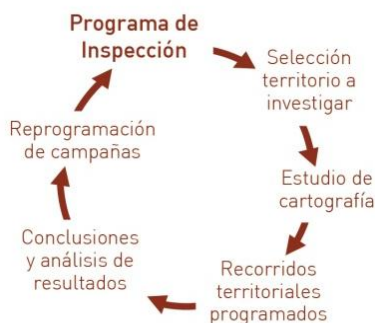 Programa de
Inspección
Selección
territorio a
investigar
Estudio de
cartografía
Recorridos
territoriales
programados
Conclusiones
y análisis de
resultados
Reprogramación
de campañas